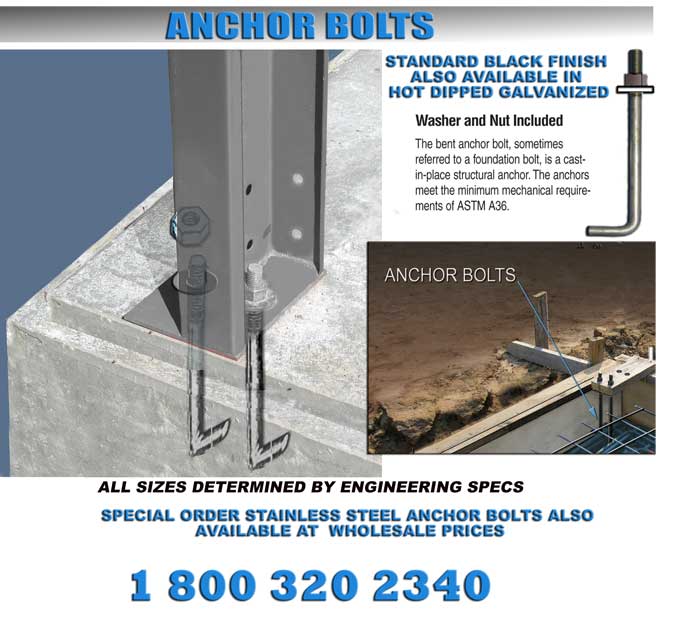 ANCHOR BOLTS
STANDARD BLACK FINISH
ALSO AVAILABLE IN
HOT DIPPED GALVANIZED
Washer and Nut Included
The bent anchor bolt, sometimes
referred to a foundation bolt, is a cast-
in-place structural anchor. The anchors
meet the minimum mechanical require-
ments of ASTM A36.
ANCHOR BOLTS
ALL SIZES DETERMINED BY ENGINEERING SPECS
SPECIAL ORDER STAINLESS STEEL ANCHOR BOLTS ALSO
AVAILABLE AT WHOLESALE PRICES
1 800 320 2340